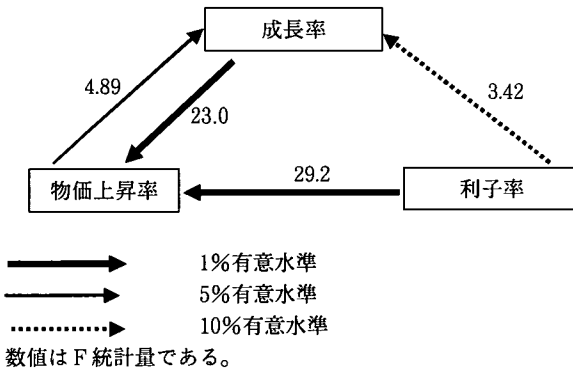 成長率
4.89
3.42
23.0
29.2
物価上昇率
利子率
1%有意水準
5%有意水準
10%有意水準
数値はF統計量である。